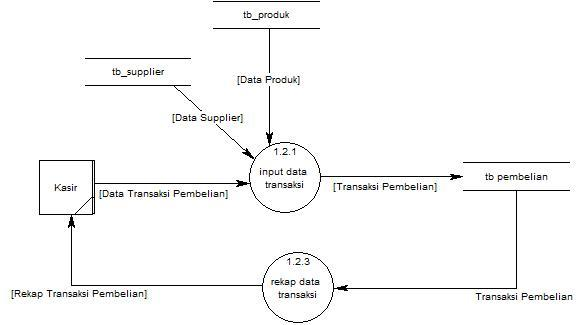 tb_produk
tb_supplier
[Data Produk]
[Data Supplier]
1.2.1
input data
transaksi
Kasir
[Data Transaksi Pembelian]
[Transaksi Pembelian]
tb pembelian
1.2.3
rekap data
transaksi
[Rekap Transaksi Pembelian]
Transaksi Pembelian